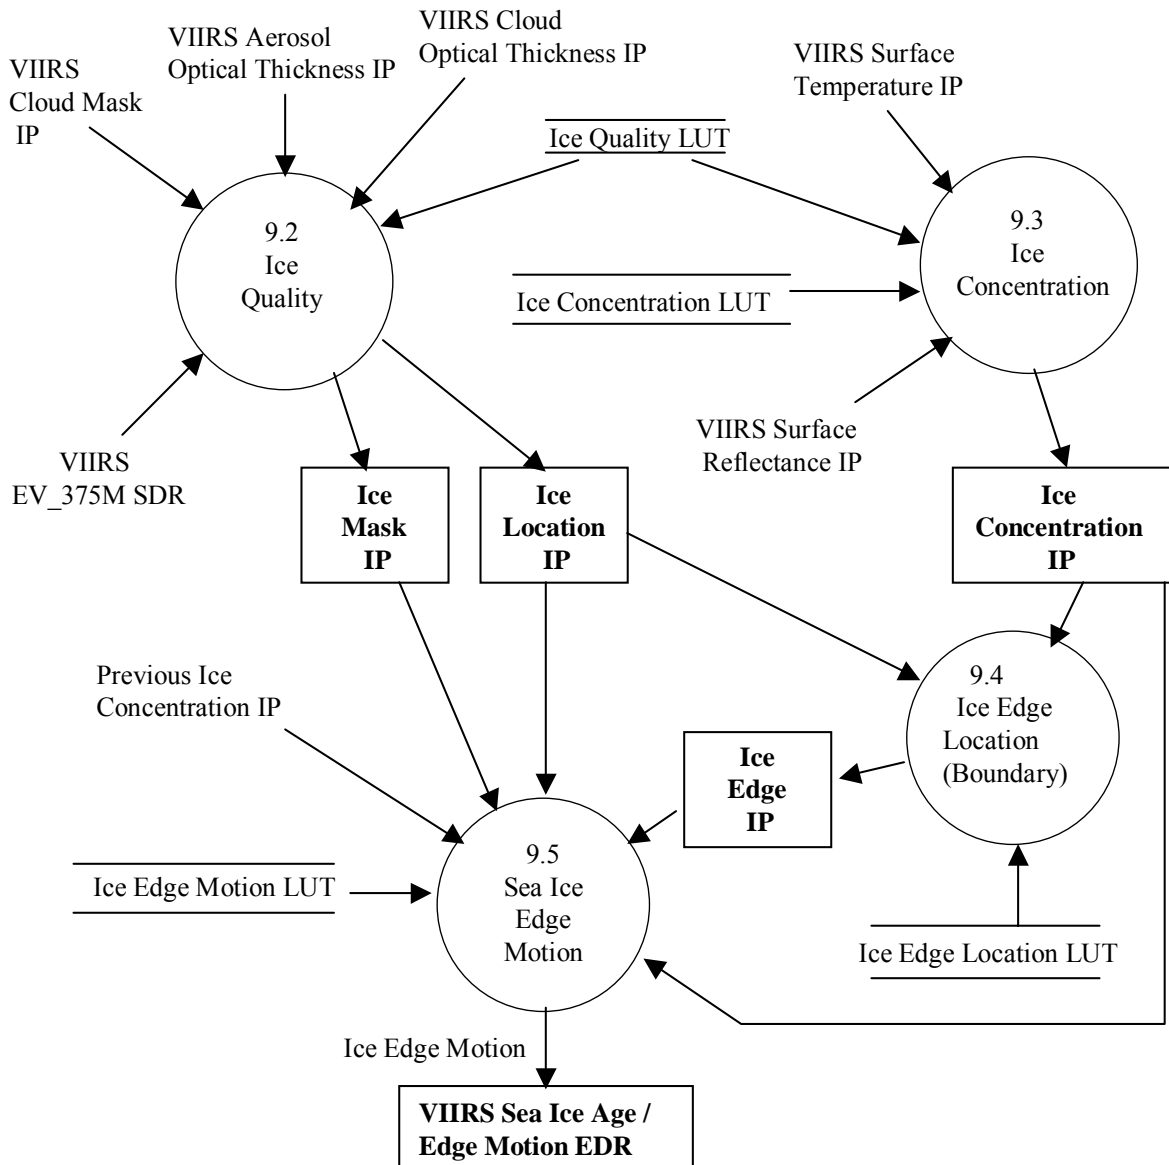 VIIRS
Cloud Mask
IP
VIIRS Aerosol
Optical Thickness IP
VIIRS Cloud
Optical Thickness IP
VIIRS Surface
Temperature IP
Ice Quality LUT
9.2
Ice
Quality
9.3
Ice
Concentration
Ice Concentration LUT
VIIRS
EV_375M SDR
VIIRS Surface
Reflectance IP
Ice
Mask
IP
Ice
Location
IP
Ice
Concentration
IP
Previous Ice
Concentration IP
9.4
Ice Edge
Location
(Boundary)
Ice
Edge
IP
9.5
Sea Ice
Edge
Motion
Ice Edge Motion LUT
Ice Edge Location LUT
Ice Edge Motion
VIIRS Sea Ice Age /
Edge Motion EDR